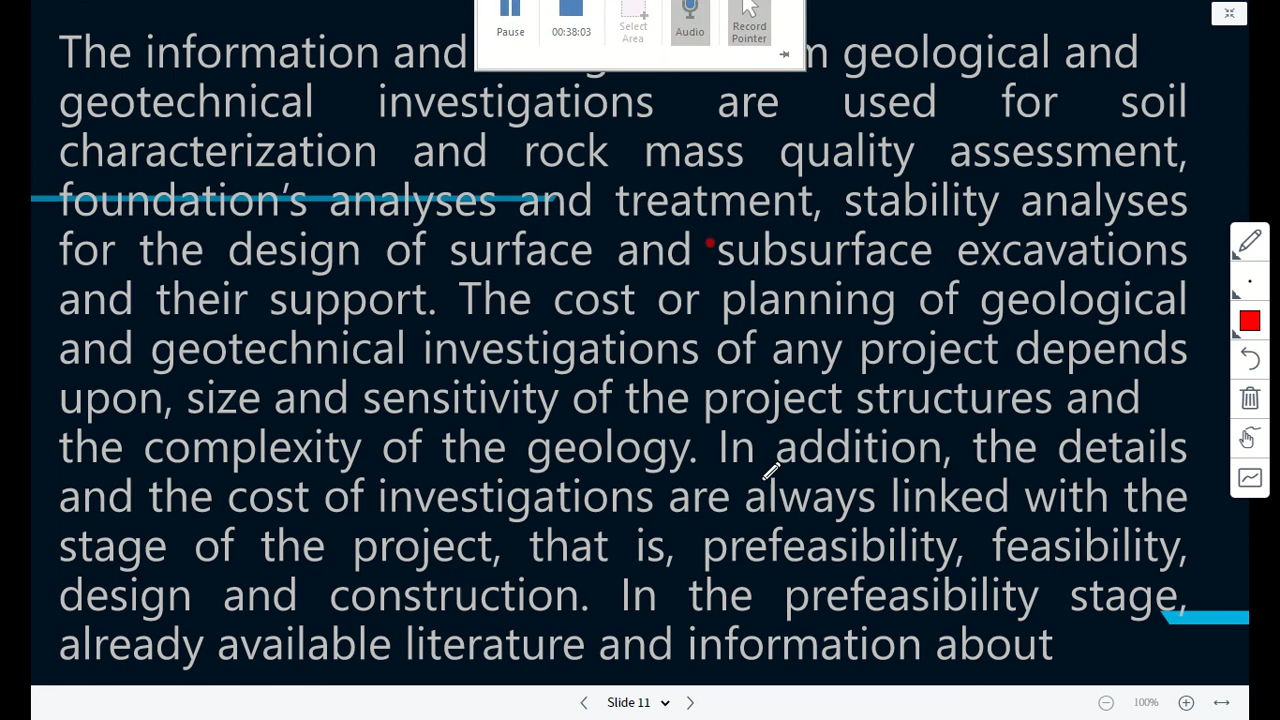 Pause
00:38:03
Select Area
Audio
Record Pointer
The information and m geological and
geotechnical investigations are used for soil
characterization and rock mass quality assessment,
foundation’s analyses and treatment, stability analyses
for the design of surface and subsurface excavations
and their support. The cost or planning of geological
and geotechnical investigations of any project depends
upon, size and sensitivity of the project structures and
the complexity of the geology. In addition, the details
and the cost of investigations are always linked with the
stage of the project, that is, prefeasibility, feasibility,
design and construction. In the prefeasibility stage,
already available literature and information about
Slide 11
100%